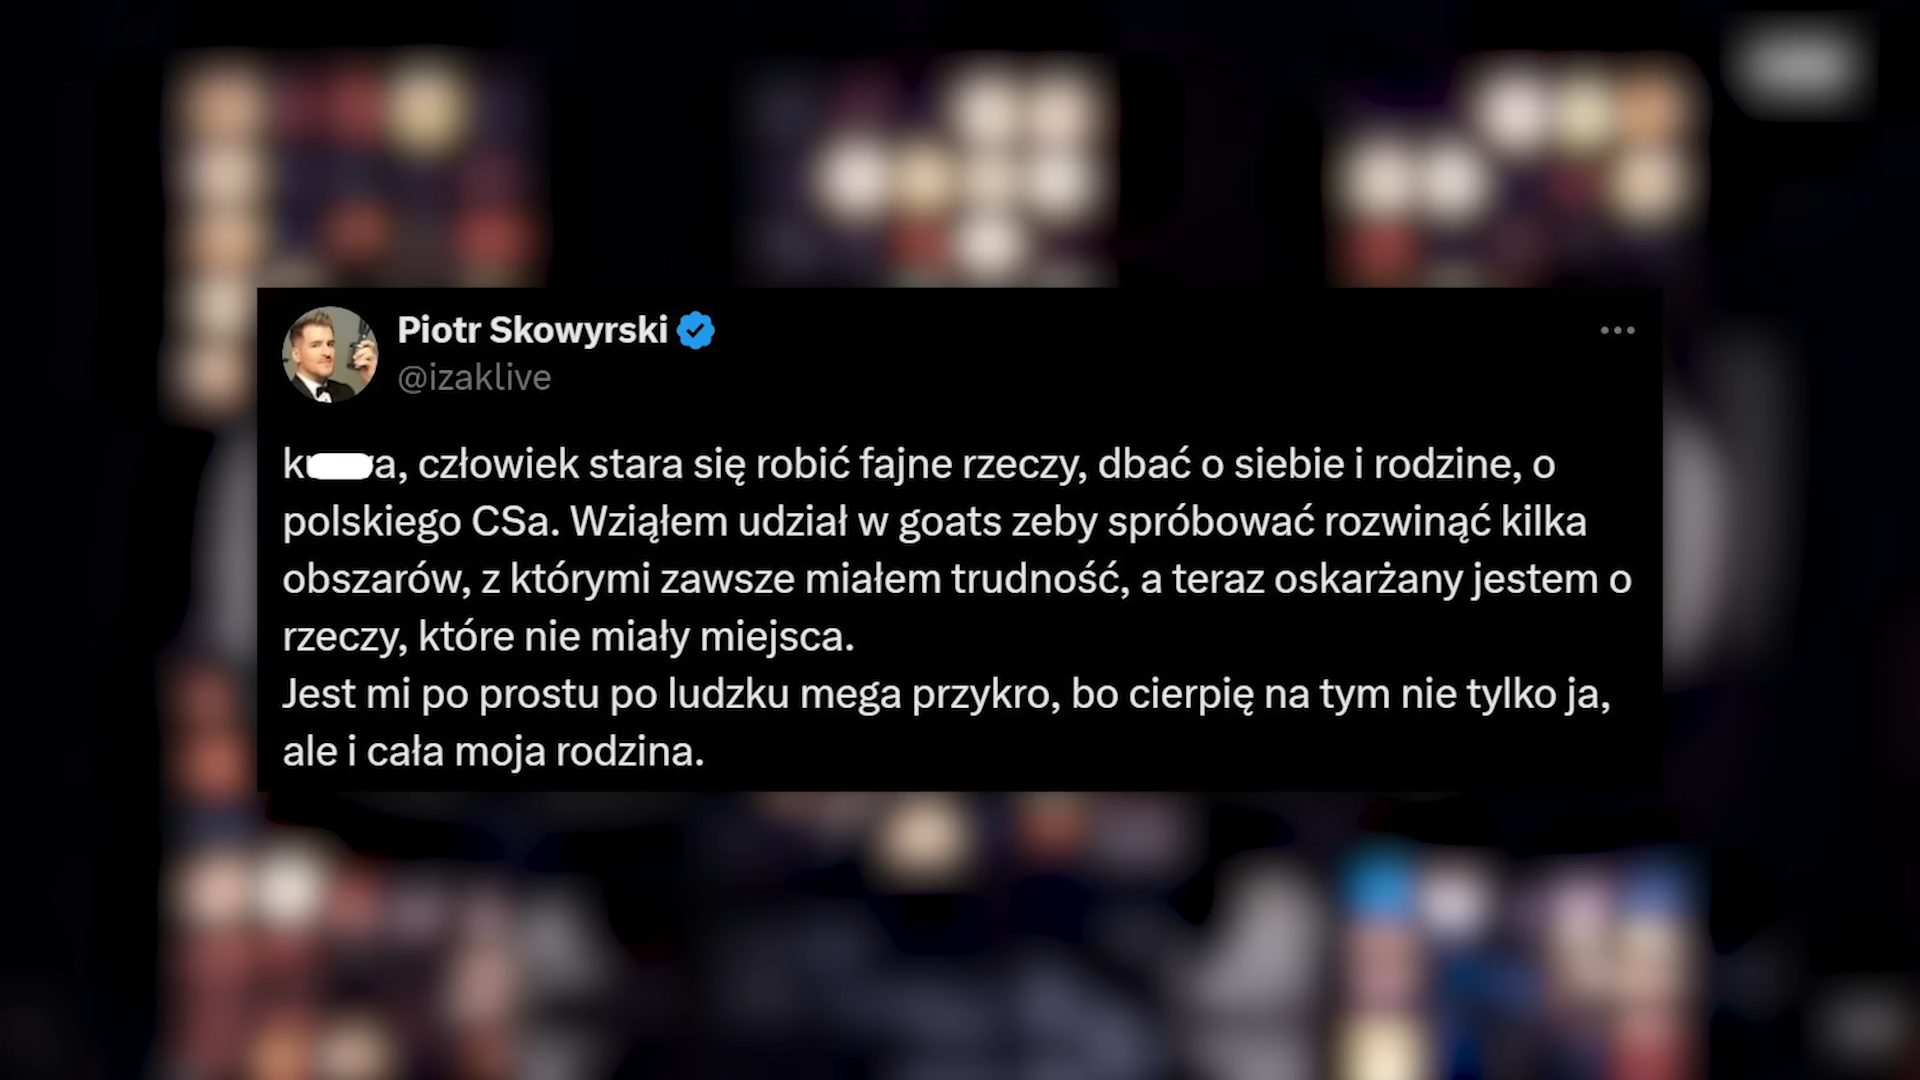 Piotr Skowyrski
@izaklive
człowiek stara się robić fajne rzeczy, dbać o siebie i rodzine, o
polskiego CSa. Wziąłem udział w goats zeby spróbować rozwinąć kilka
obszarów, z którymi zawsze miałem trudność, a teraz oskarżany jestem o
rzeczy, które nie miały miejsca.
Jest mi po prostu po ludzku mega przykro, bo cierpię na tym nie tylko ja,
ale i cała moja rodzina.